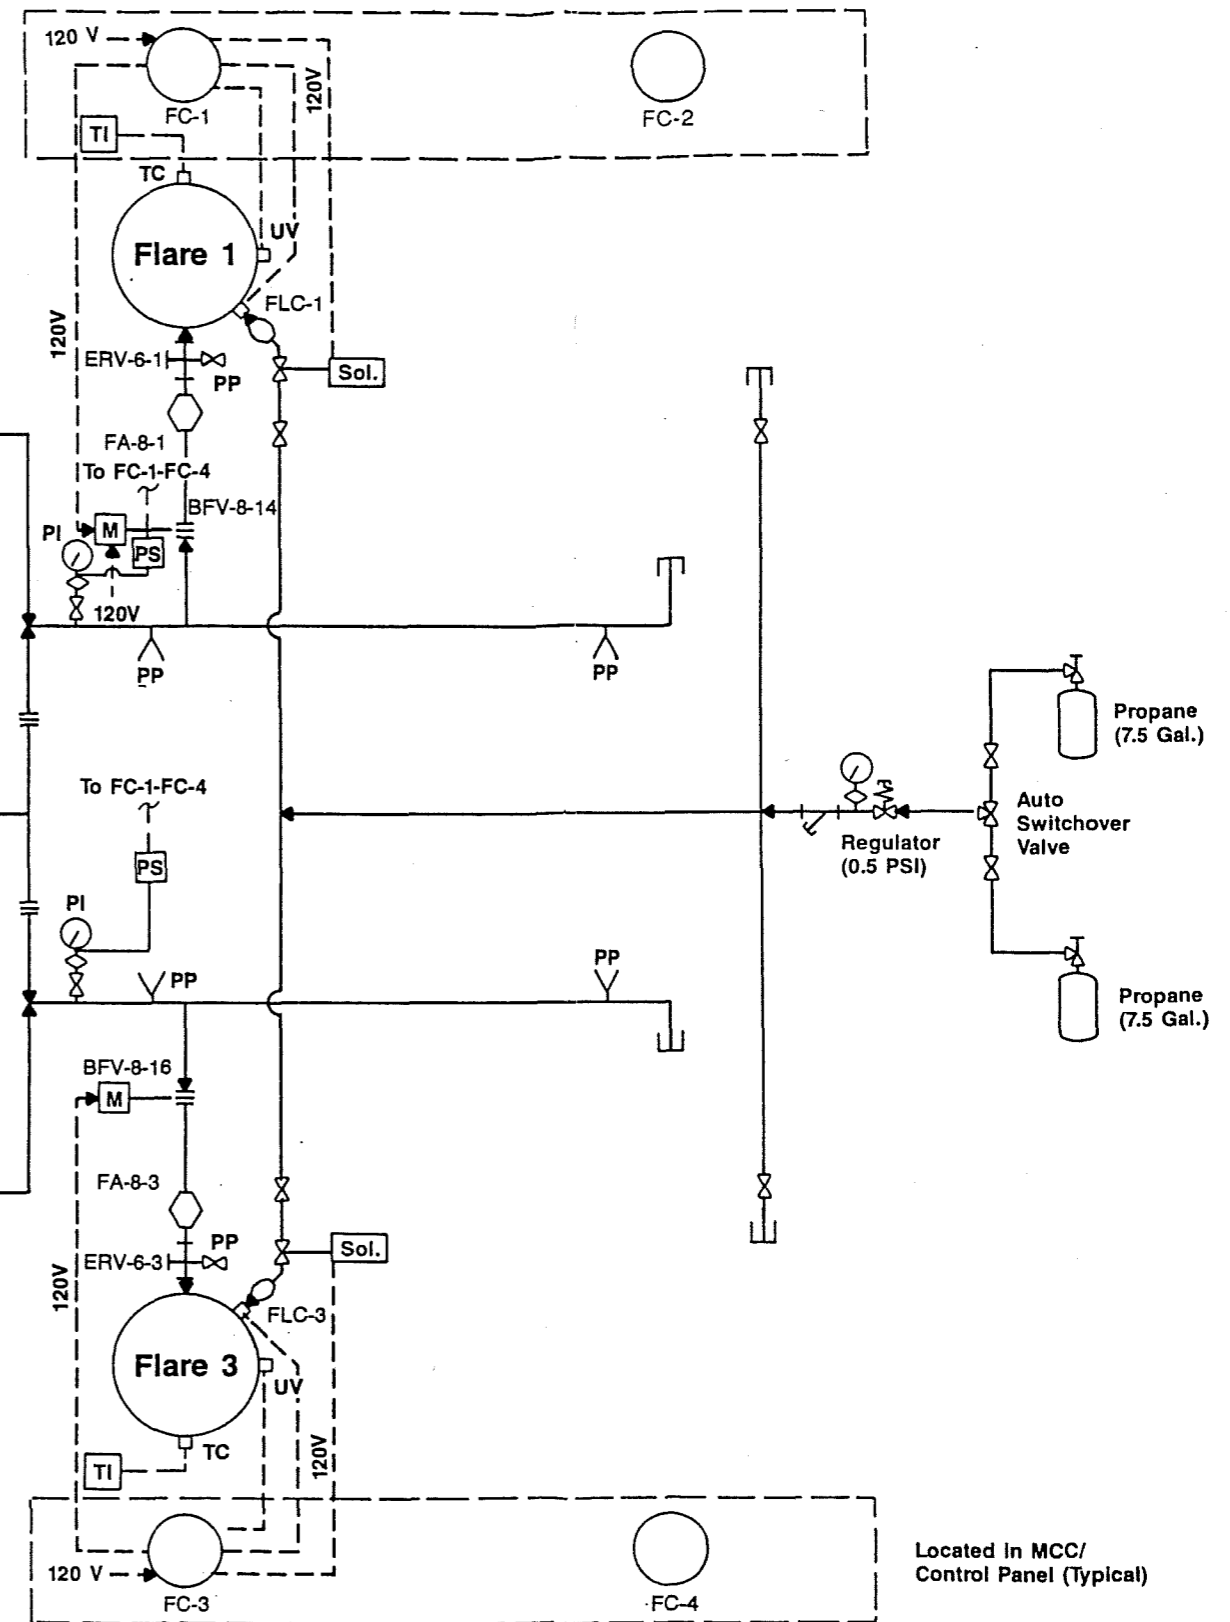 120 V
120V
FC-1
FC-2
TI
TC
UV
Flare 1
FLC-1
120V
ERV-6-1
PP
Sol.
FA-8-1
To FC-1-FC-4
BFV-8-14
PI
M
PS
120V
PP
PP
Propane
(7.5 Gal.)
To FC-1-FC-4
Auto
Switchover
Valve
Regulator
(0.5 PSI)
PS
PI
PP
PP
Propane
(7.5 Gal.)
BFV-8-16
M
FA-8-3
PP
ERV-6-3
Sol.
120V
FLC-3
Flare 3
UV
TC
TI
120V
120 V
FC-3
FC-4
Located in MCC/
Control Panel (Typical)